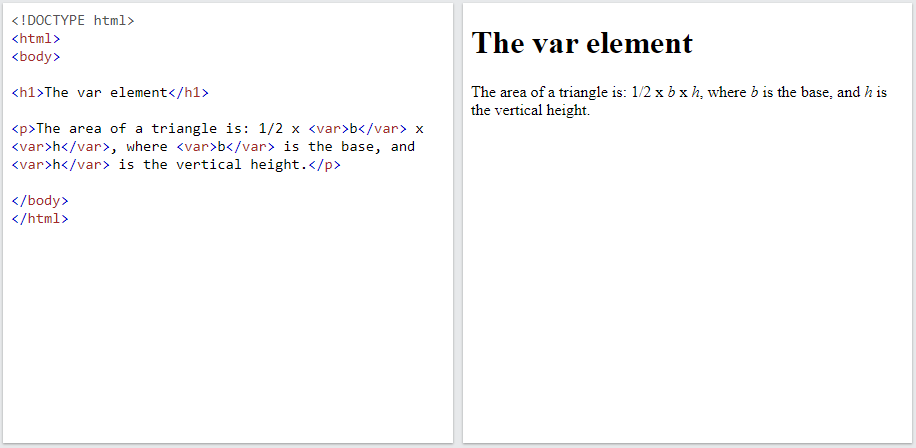 <!DOCTYPE html>
<html>
<body>
<h1>The var element</h1>
<p>The area of a triangle is: 1/2 x <var>b</var> x
<var>h</var>, where <var>b</var> is the base, and
<var>h</var> is the vertical height.</p>
</body>
</html>
The var element
The area of a triangle is: 1/2 x b x h, where b is the base, and h is
the vertical height.